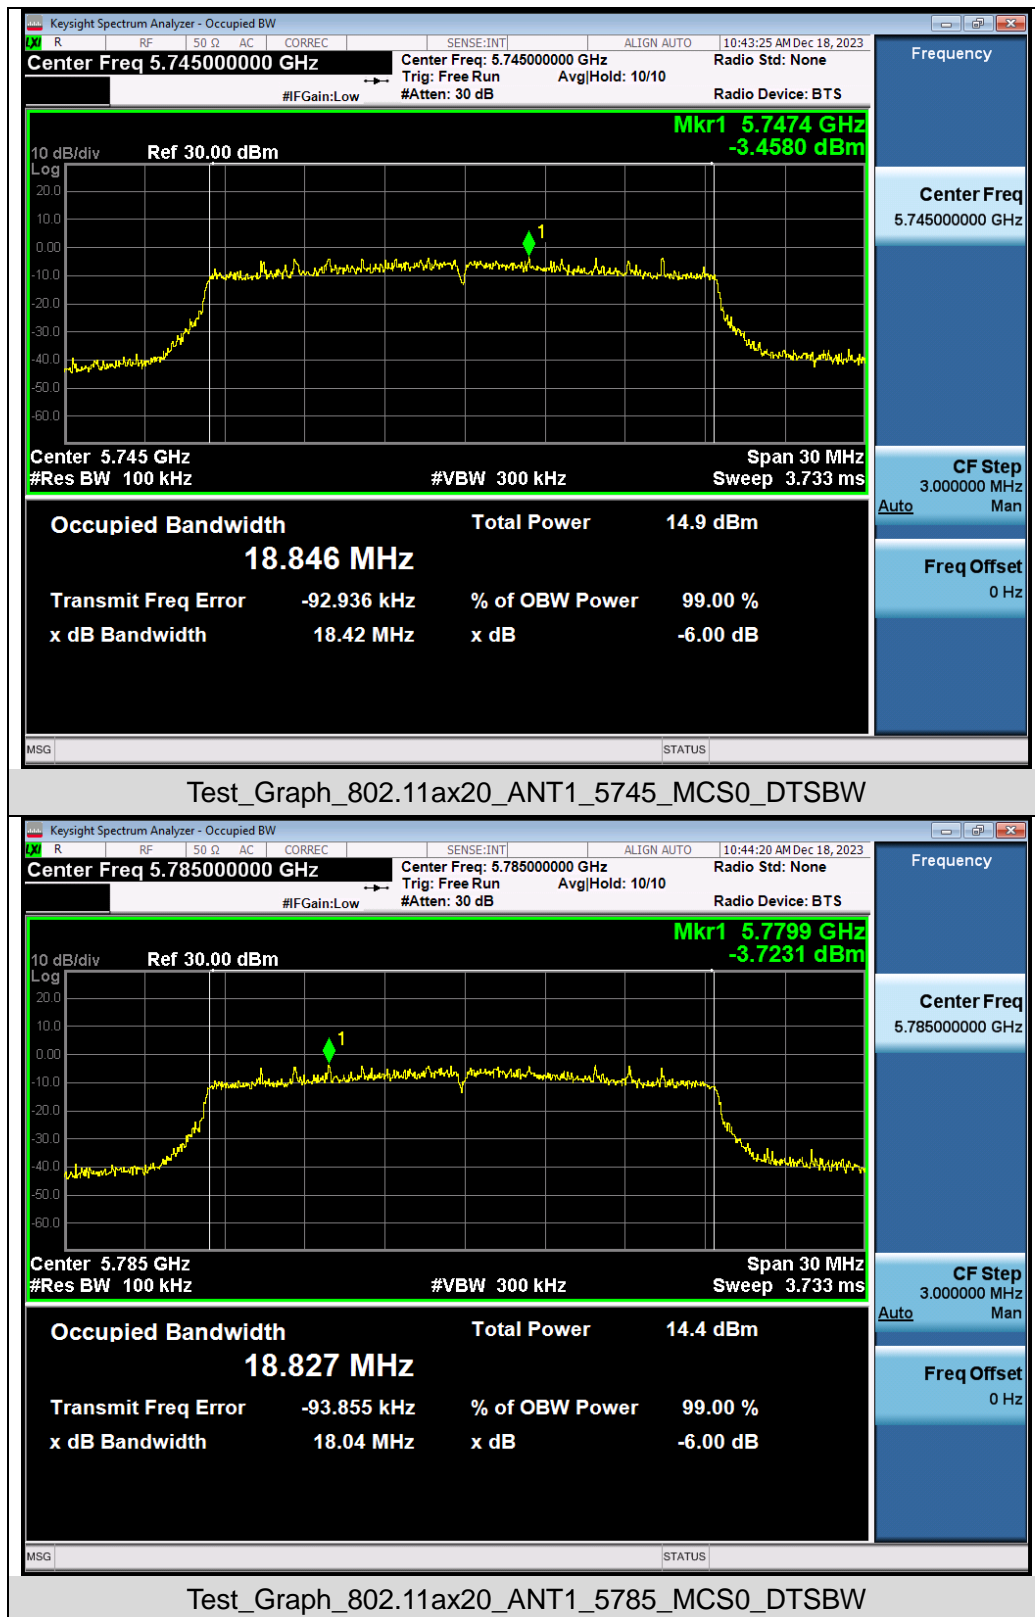 Keysight Spectrum Analyzer - Occupied BW
LXI R RF 50 Ω AC CORREC SENSE:INT ALIGN AUTO 10:43:25 AM Dec 18, 2023
Center Freq 5.745000000 GHz Center Freq: 5.745000000 GHz Radio Std: None
Trig: Free Run Avg|Hold: 10/10
#IFGain:Low #Atten: 30 dB Radio Device: BTS
Frequency
Mkr1 5.7474 GHz
-3.4580 dBm
10 dB/div Ref 30.00 dBm
Log
20.0
10.0
0.00
-10.0
-20.0
-30.0
-40.0
-50.0
-60.0
1
Center 5.745 GHz Span 30 MHz
#Res BW 100 kHz #VBW 300 kHz Sweep 3.733 ms
Center Freq
5.745000000 GHz
CF Step
3.000000 MHz
Auto Man
Freq Offset
0 Hz
Occupied Bandwidth Total Power 14.9 dBm
18.846 MHz
Transmit Freq Error -92.936 kHz % of OBW Power 99.00 %
x dB Bandwidth 18.42 MHz x dB -6.00 dB
MSG STATUS
Test_Graph_802.11ax20_ANT1_5745_MCS0_DTSBW
Keysight Spectrum Analyzer - Occupied BW
LXI R RF 50 Ω AC CORREC SENSE:INT ALIGN AUTO 10:44:20 AM Dec 18, 2023
Center Freq 5.785000000 GHz Center Freq: 5.785000000 GHz Radio Std: None
Trig: Free Run Avg|Hold: 10/10
#IFGain:Low #Atten: 30 dB Radio Device: BTS
Frequency
Mkr1 5.7799 GHz
-3.7231 dBm
10 dB/div Ref 30.00 dBm
Log
20.0
10.0
0.00
-10.0
-20.0
-30.0
-40.0
-50.0
-60.0
1
Center 5.785 GHz Span 30 MHz
#Res BW 100 kHz #VBW 300 kHz Sweep 3.733 ms
Center Freq
5.785000000 GHz
CF Step
3.000000 MHz
Auto Man
Freq Offset
0 Hz
Occupied Bandwidth Total Power 14.4 dBm
18.827 MHz
Transmit Freq Error -93.855 kHz % of OBW Power 99.00 %
x dB Bandwidth 18.04 MHz x dB -6.00 dB
MSG STATUS
Test_Graph_802.11ax20_ANT1_5785_MCS0_DTSBW